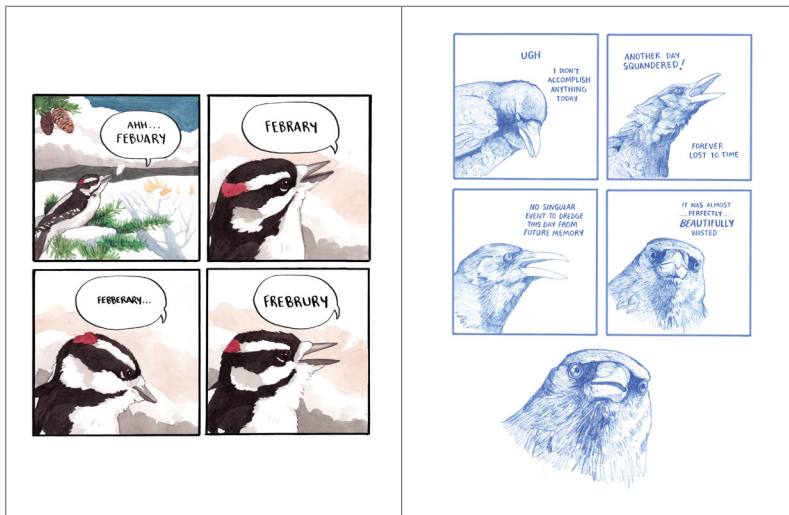 AHH...
FEBUARY
FEBRARY
FEBBERARY...
FREBRURY
UGH
I DIDN'T
ACCOMPLISH
ANYTHING
TODAY
ANOTHER DAY
SQUANDERED!
FOREVER
LOST TO TIME
NO SINGULAR
EVENT TO DREDGE
THIS DAY FROM
FUTURE MEMORY
IT WAS ALMOST
...PERFECTLY...
BEAUTIFULLY
WASTED